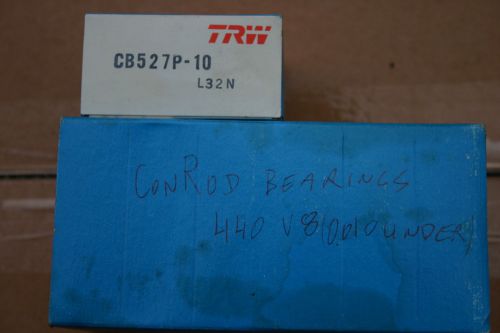 TRW
CB527P-10
L32N
CONROD BEARINGS
440 V8 (.010 UNDER)